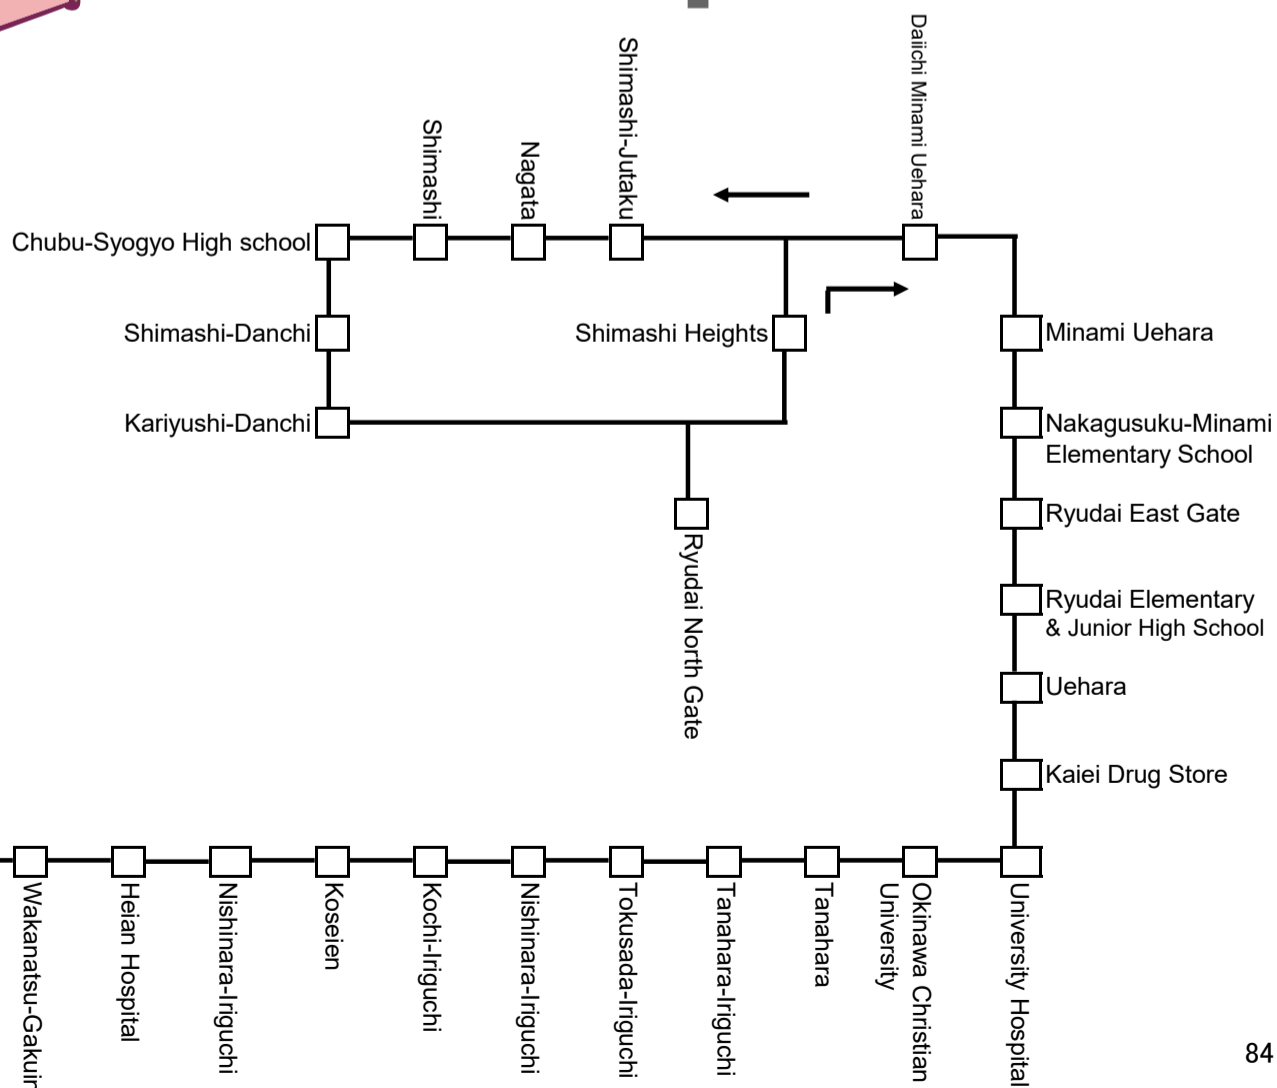 Daiichi Minami Uehara
Shimashi-Jutaku
Nagata
Shimashi
Chubu-Syogyo High school
Shimashi-Danchi
Shimashi Heights
Minami Uehara
Kariyushi-Danchi
Nakagusuku-Minami
Elementary School
Ryudai East Gate
Ryudai North Gate
Ryudai Elementary
& Junior High School
Uehara
Kaiei Drug Store
Heian Hospital
Nishinara-Iriguchi
Koseien
Kochi-Iriguchi
Nishinara-Iriguchi
Tokusada-Iriguchi
Tanahara-Iriguchi
Tanahara
Okinawa Christian
University
University Hospital
84